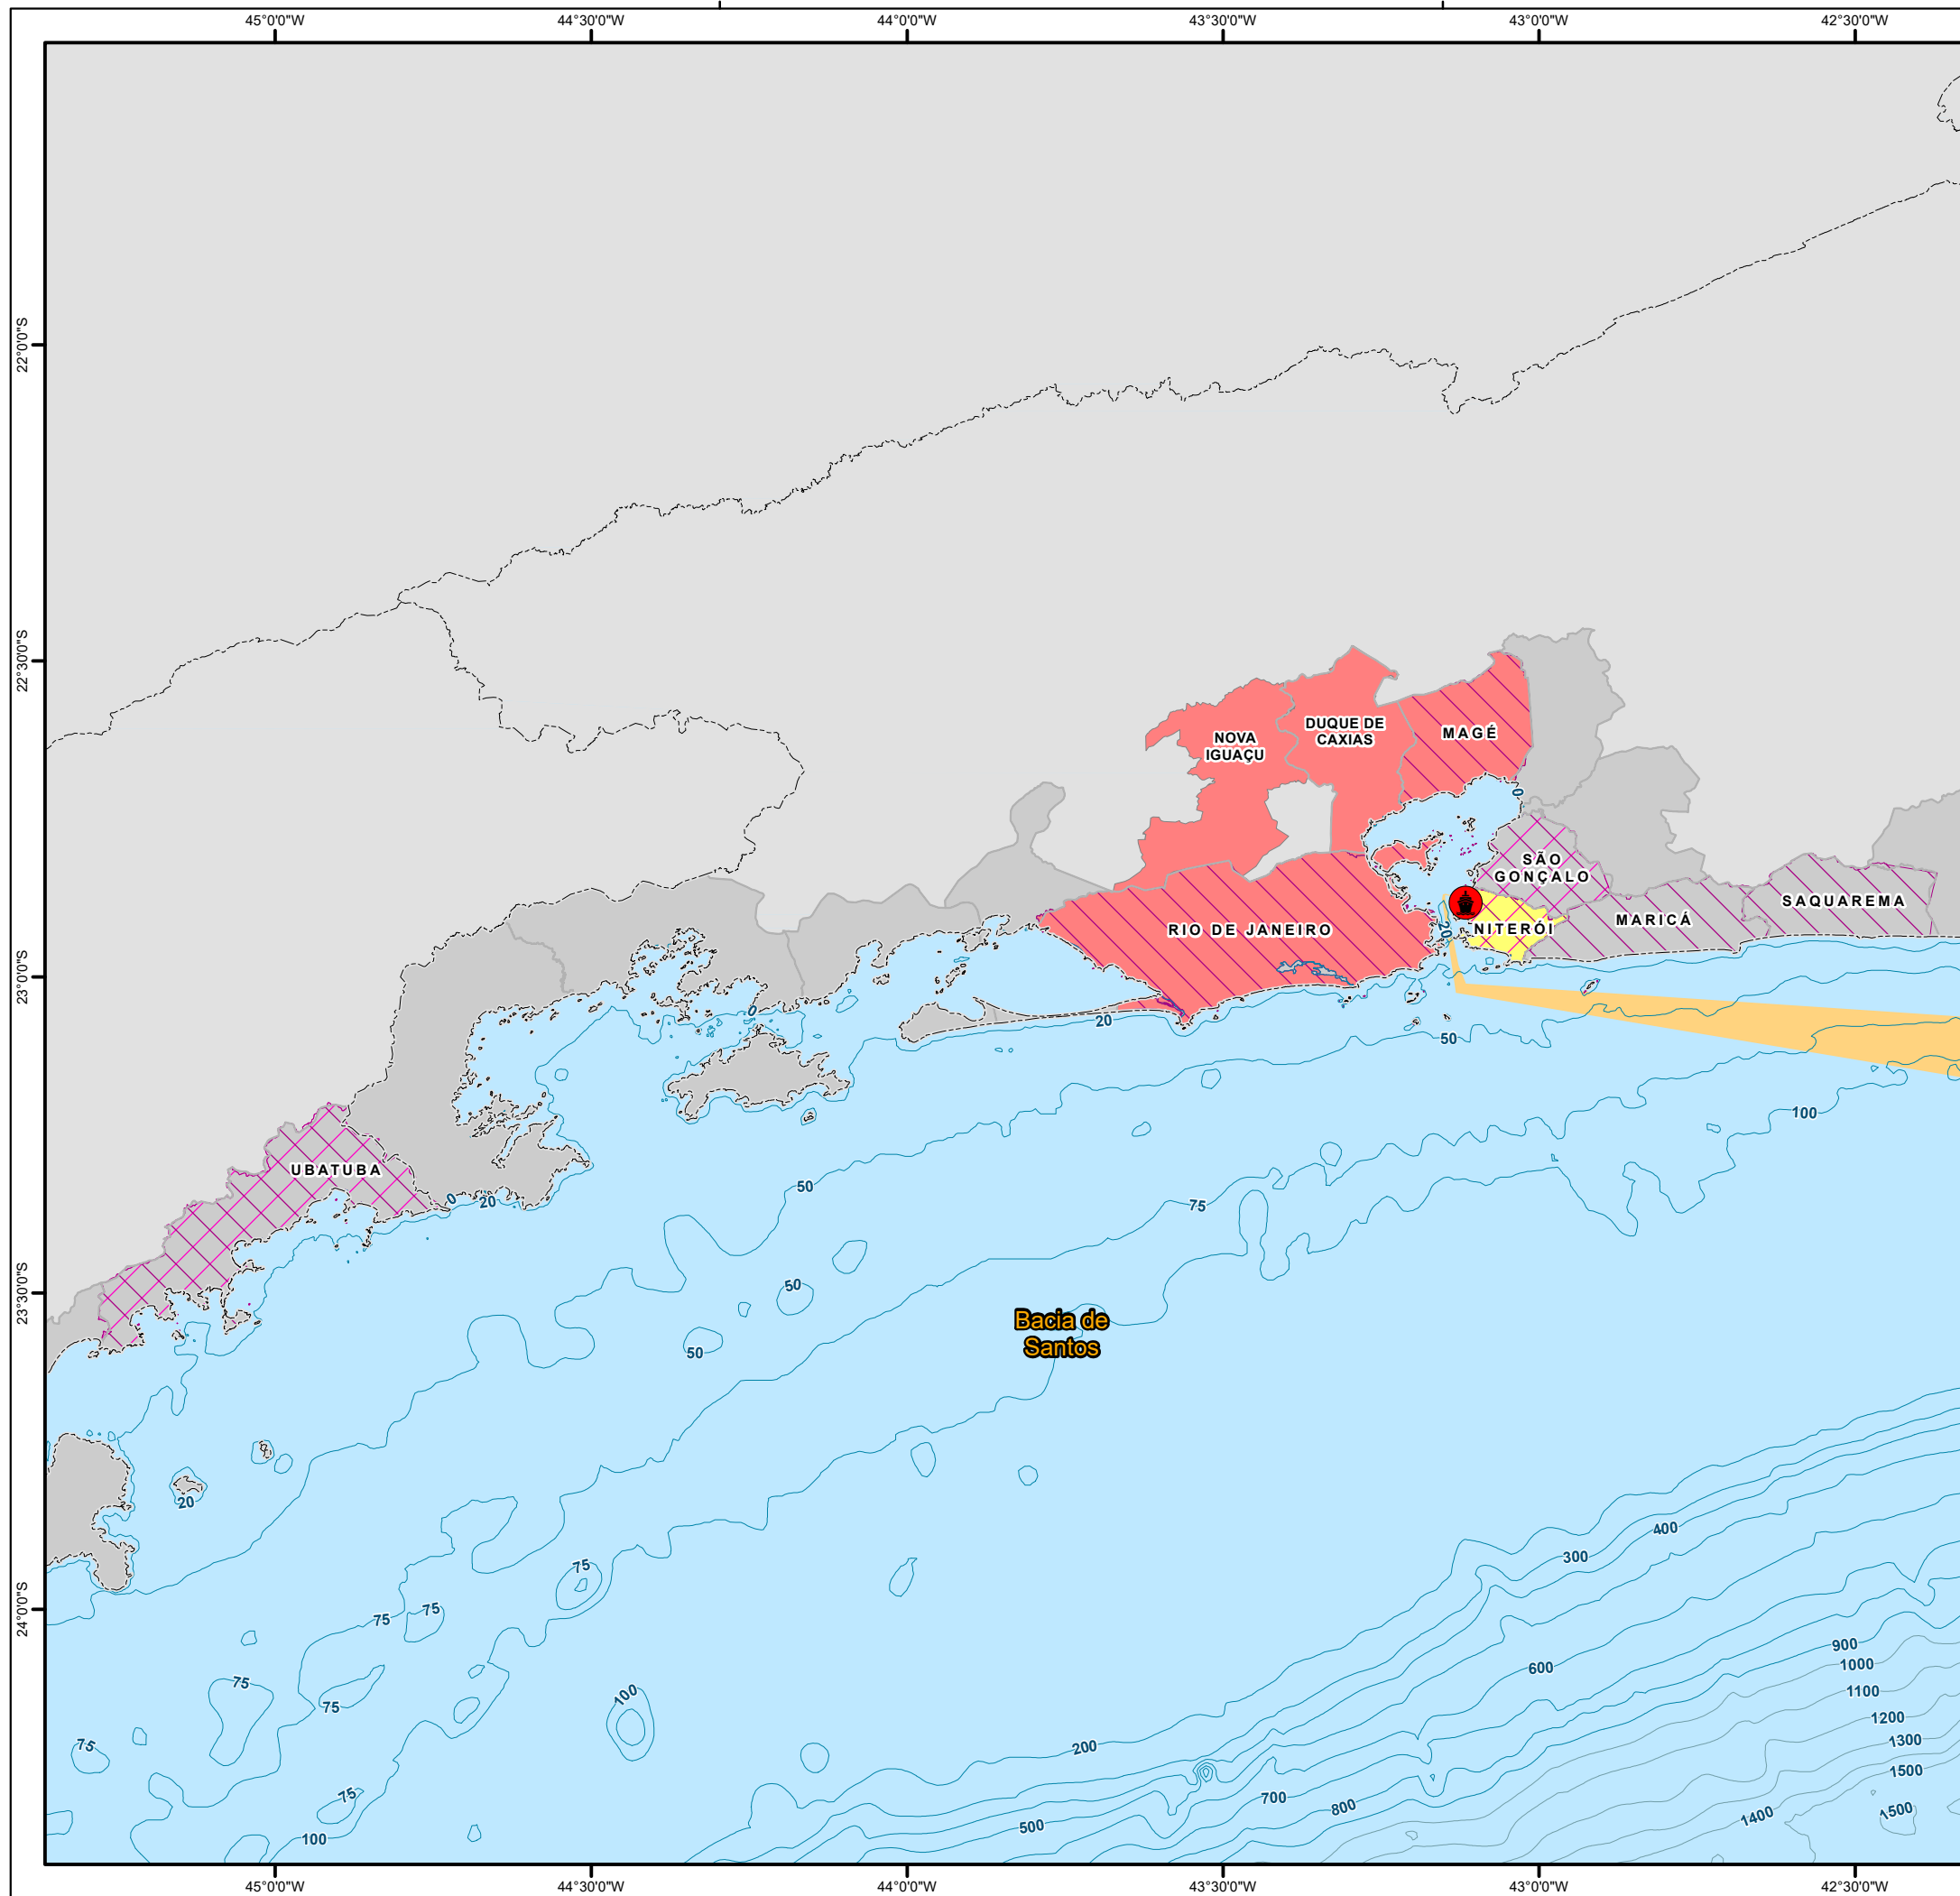 45°0'0"W 44°30'0"W 44°0'0"W 43°30'0"W 43°0'0"W 42°30'0"W
22°0'0"S
22°30'0"S
23°0'0"S
23°30'0"S
24°0'0"S
NOVA
IGUAÇU
DUQUE DE
CAXIAS
MAGÉ
0
SÃO
GONÇALO
SAQUAREMA
MARICÁ
RIO DE JANEIRO
NITERÓI
20
0
20
50
100
UBATUBA
0
20
50
75
50
Bacia de
Santos
50
20
400
300
75
75
75
900
600
1000
75
75
100
1100
1200
75
200
1300
1500
75
700
800
1400
1500
500
100
45°0'0"W 44°30'0"W 44°0'0"W 43°30'0"W 43°0'0"W 42°30'0"W